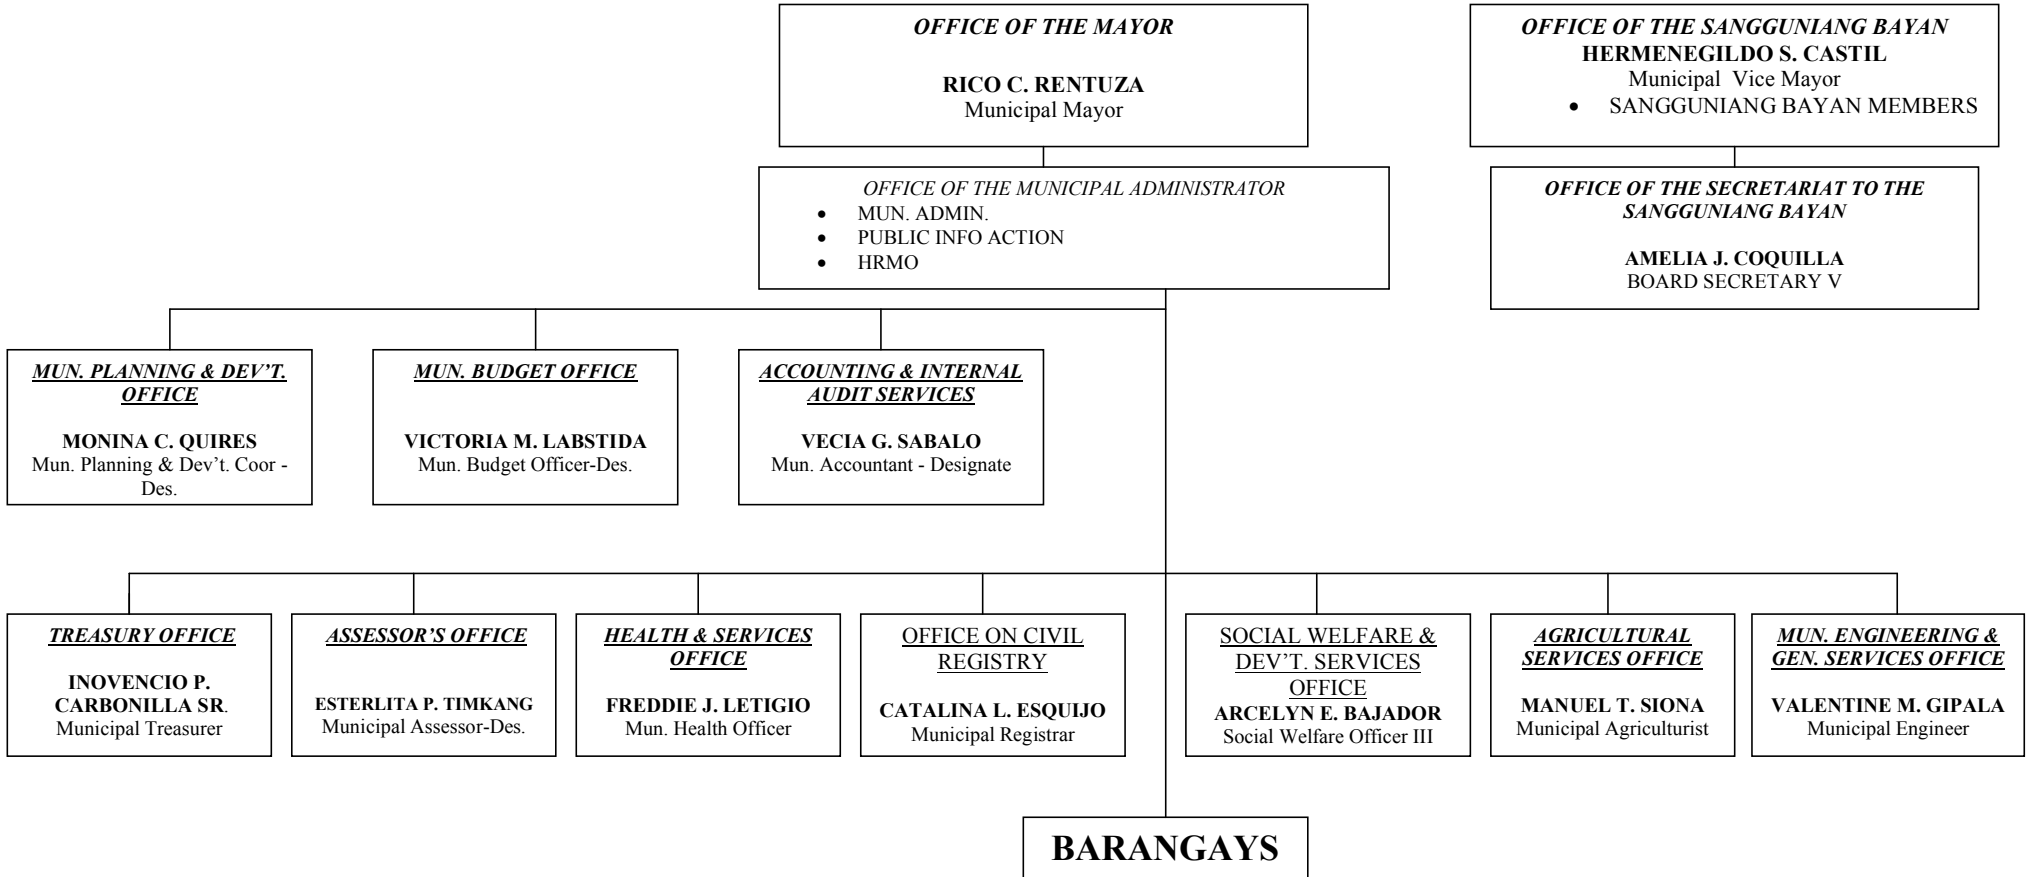 OFFICE OF THE MAYOR
RICO C. RENTUZA
Municipal Mayor
OFFICE OF THE SANGGUNIANG BAYAN
HERMENEGILDO S. CASTIL
Municipal Vice Mayor
• SANGGUNIANG BAYAN MEMBERS
OFFICE OF THE MUNICIPAL ADMINISTRATOR
• MUN. ADMIN.
• PUBLIC INFO ACTION
• HRMO
OFFICE OF THE SECRETARIAT TO THE
SANGGUNIANG BAYAN
AMELIA J. COQUILLA
BOARD SECRETARY V
MUN. PLANNING & DEV’T.
OFFICE
MONINA C. QUIRES
Mun. Planning & Dev’t. Coor -
Des.
MUN. BUDGET OFFICE
VICTORIA M. LABSTIDA
Mun. Budget Officer-Des.
ACCOUNTING & INTERNAL
AUDIT SERVICES
VECIA G. SABALO
Mun. Accountant - Designate
TREASURY OFFICE
INOVENCIO P.
CARBONILLA SR.
Municipal Treasurer
ASSESSOR’S OFFICE
ESTERLITA P. TIMKANG
Municipal Assessor-Des.
HEALTH & SERVICES
OFFICE
FREDDIE J. LETIGIO
Mun. Health Officer
OFFICE ON CIVIL
REGISTRY
CATALINA L. ESQUIJO
Municipal Registrar
SOCIAL WELFARE &
DEV’T. SERVICES
OFFICE
ARCELYN E. BAJADOR
Social Welfare Officer III
AGRICULTURAL
SERVICES OFFICE
MANUEL T. SIONA
Municipal Agriculturist
MUN. ENGINEERING &
GEN. SERVICES OFFICE
VALENTINE M. GIPALA
Municipal Engineer
BARANGAYS